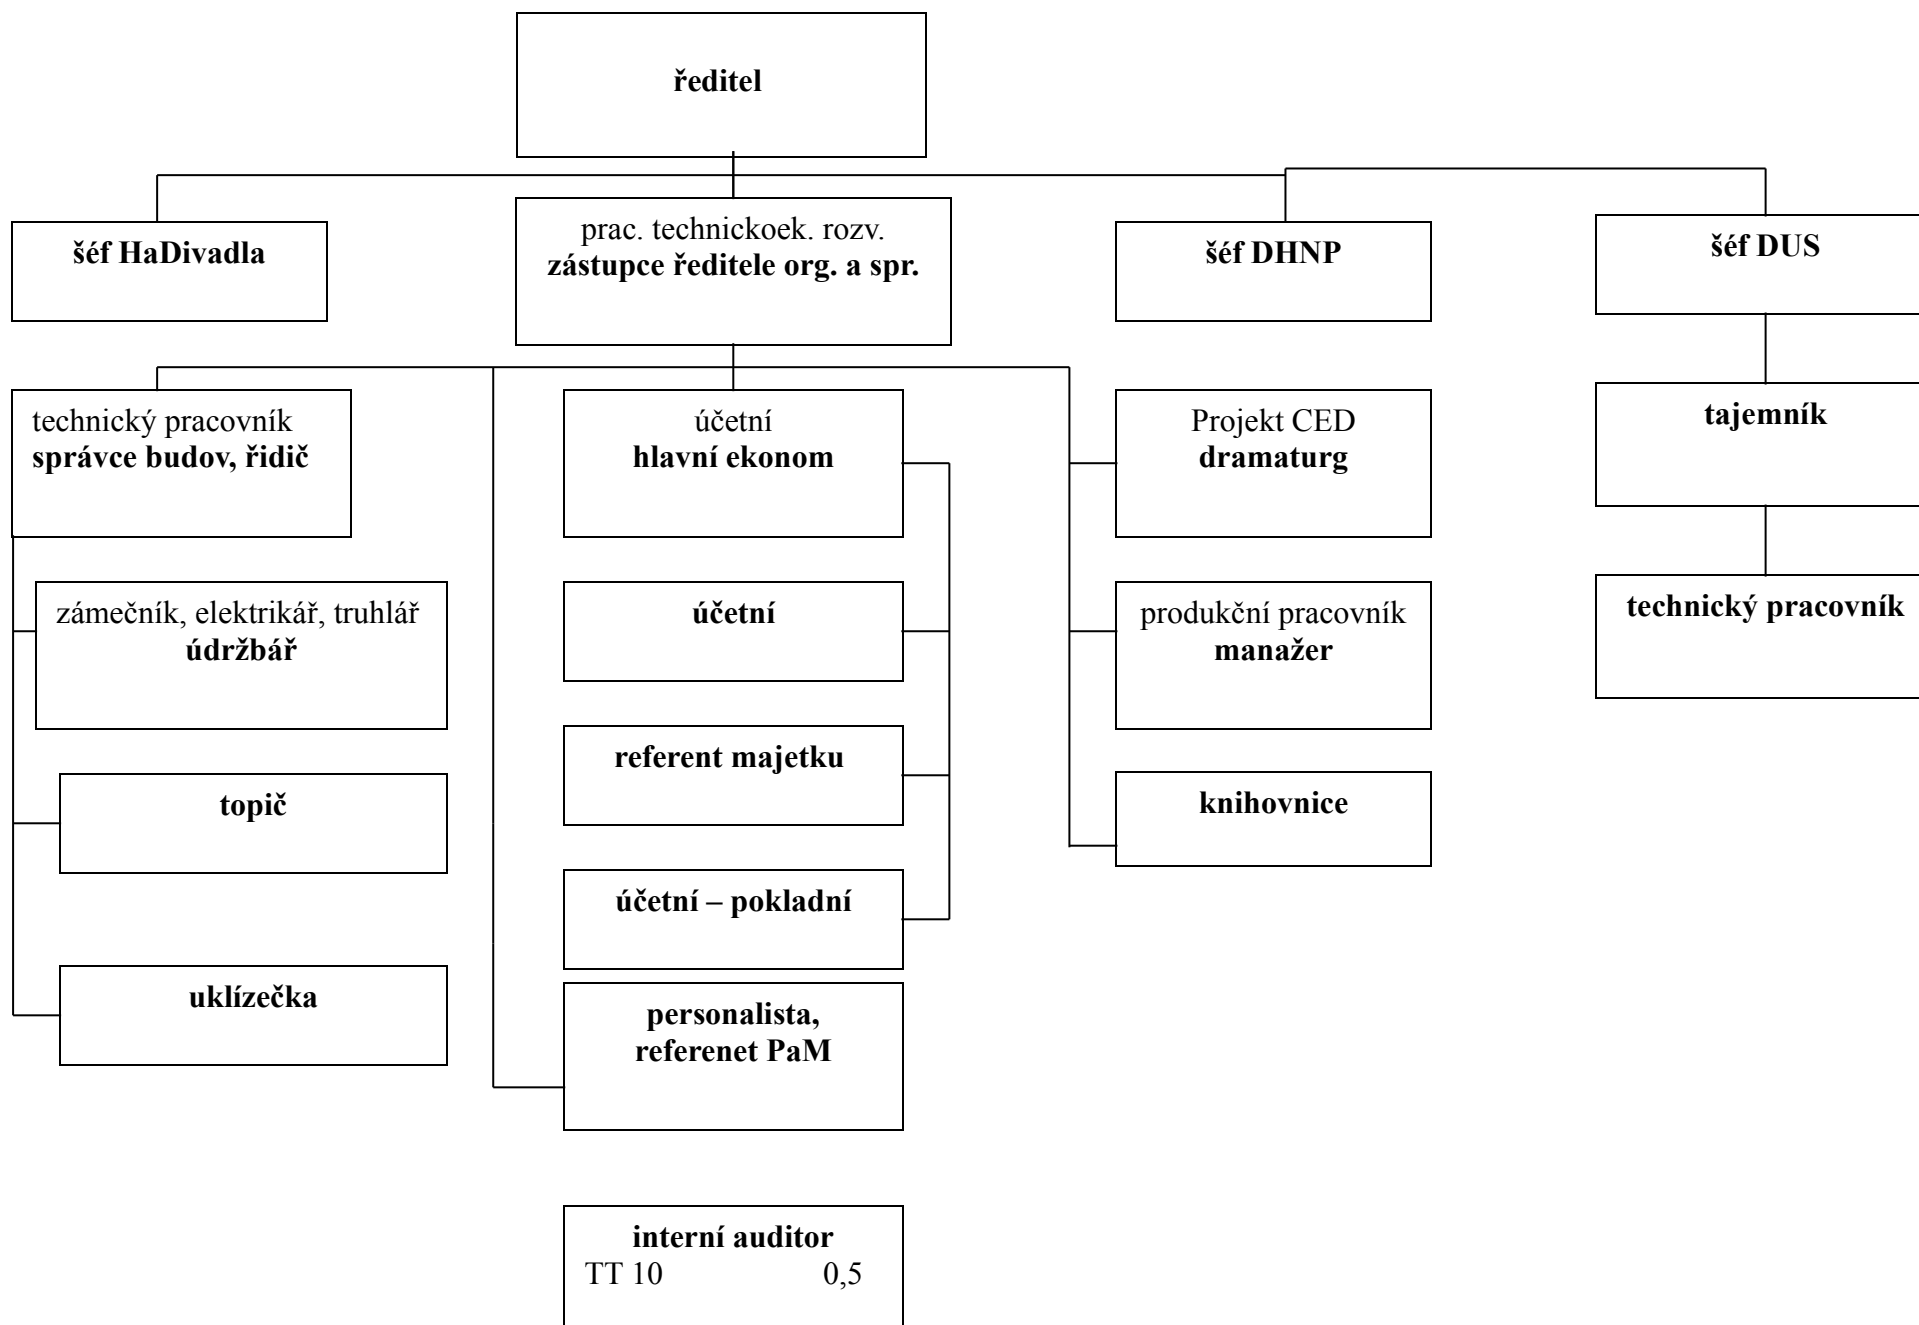 ředitel
šéf HaDivadla
prac. technickoek. rozv.
zástupce ředitele org. a spr.
šéf DHNP
šéf DUS
technický pracovník
správce budov, řidič
účetní
hlavní ekonom
Projekt CED
dramaturg
tajemník
zámečník, elektrikář, truhlář
údržbář
účetní
produkční pracovník
manažer
technický pracovník
topič
referent majetku
knihovnice
účetní – pokladní
uklízečka
personalista,
referenet PaM
interní auditor
TT 10 0,5